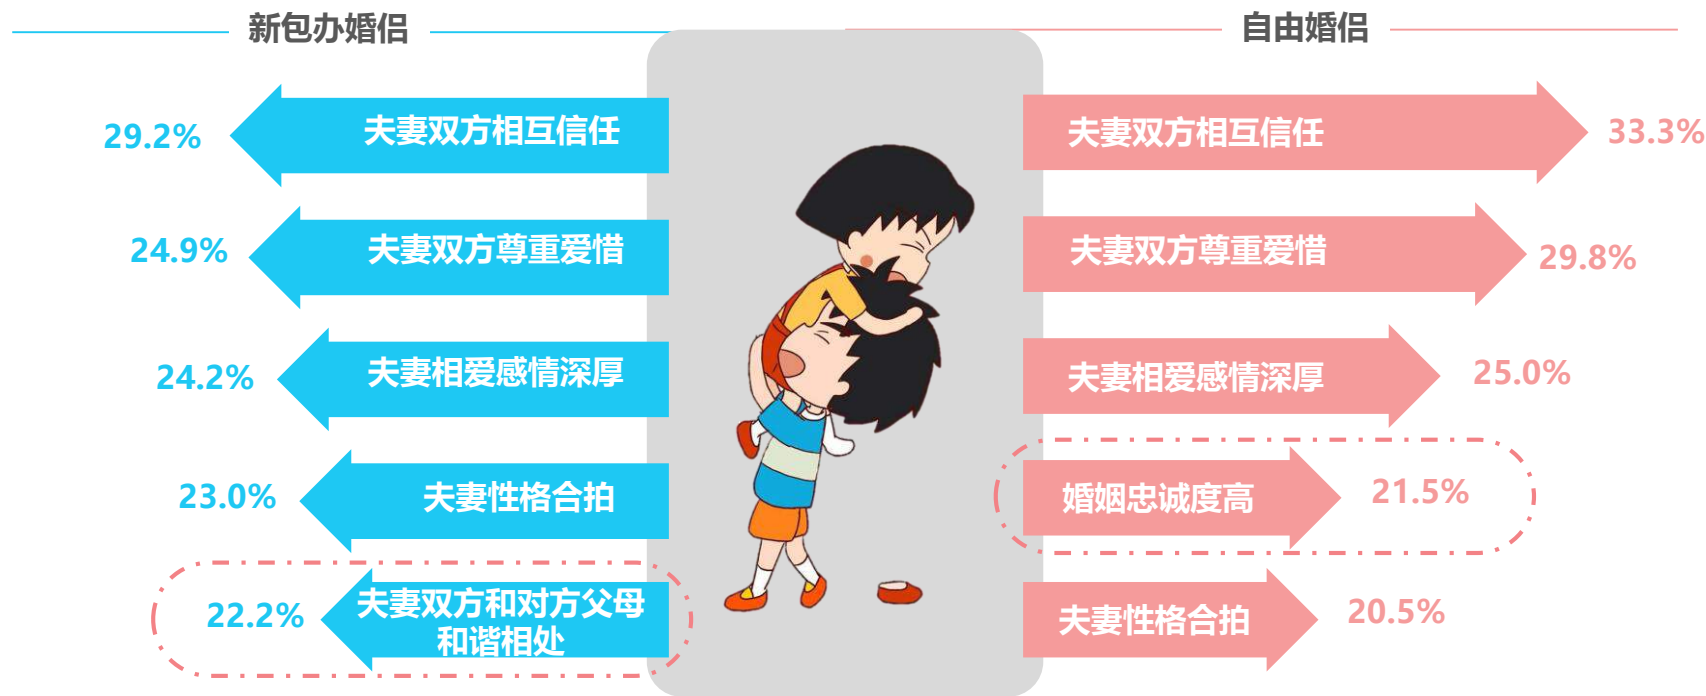 新包办婚侣
29.2%
夫妻双方相互信任
24.9%
夫妻双方尊重爱惜
24.2%
夫妻相爱感情深厚
23.0%
夫妻性格合拍
22.2%
夫妻双方和对方父母
和谐相处
自由婚侣
夫妻双方相互信任
33.3%
夫妻双方尊重爱惜
29.8%
夫妻相爱感情深厚
25.0%
婚姻忠诚度高
21.5%
夫妻性格合拍
20.5%